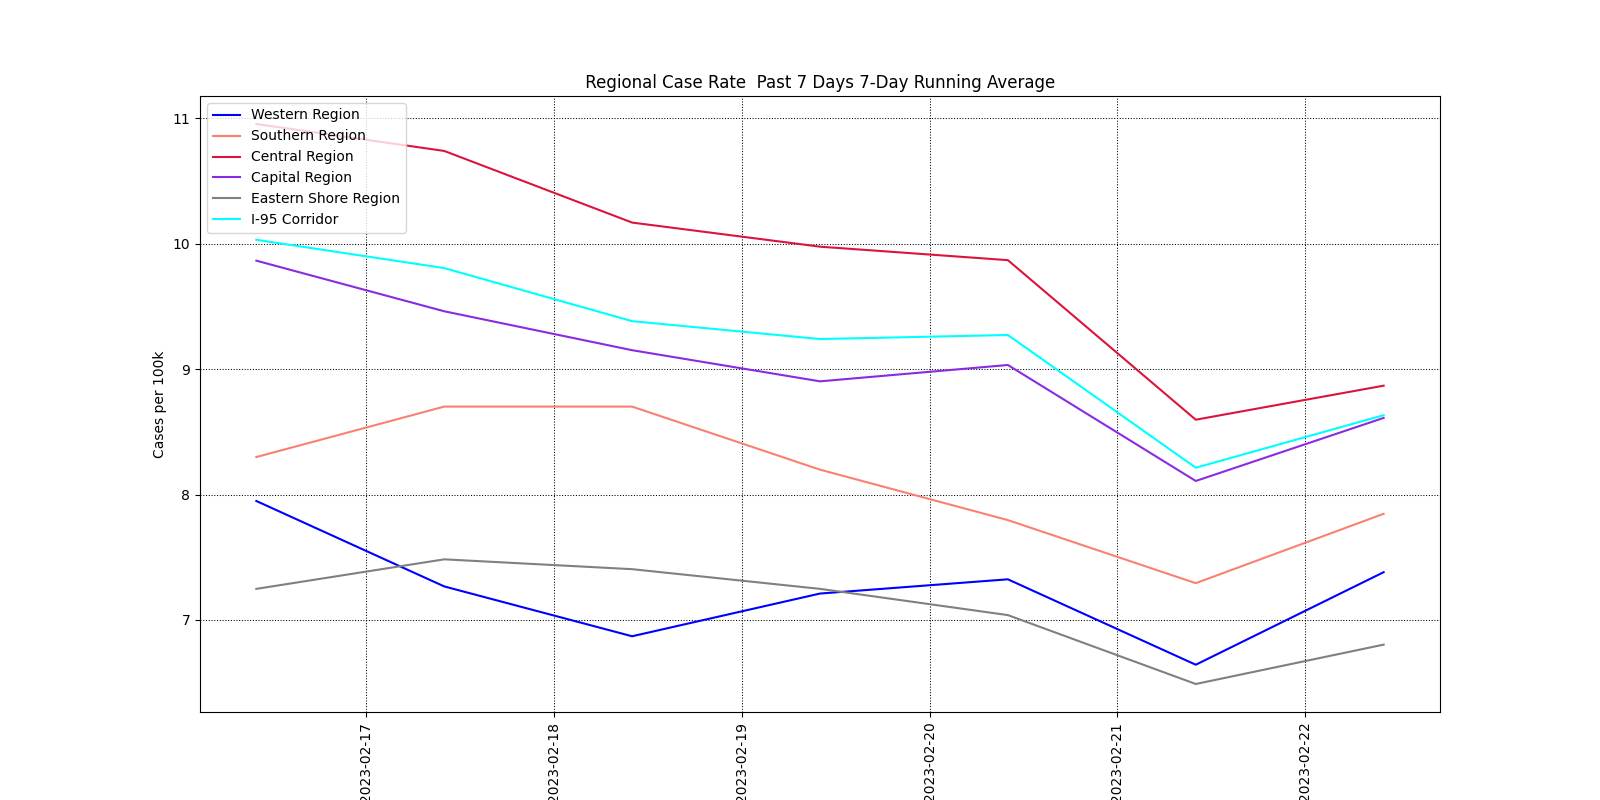 Regional Case Rate  Past 7 Days 7-Day Running Average
Western Region
Southern Region
Central Region
Capital Region
Eastern Shore Region
I-95 Corridor
Cases per 100k
11
10
9
8
7
2023-02-17
2023-02-18
2023-02-19
2023-02-20
2023-02-21
2023-02-22